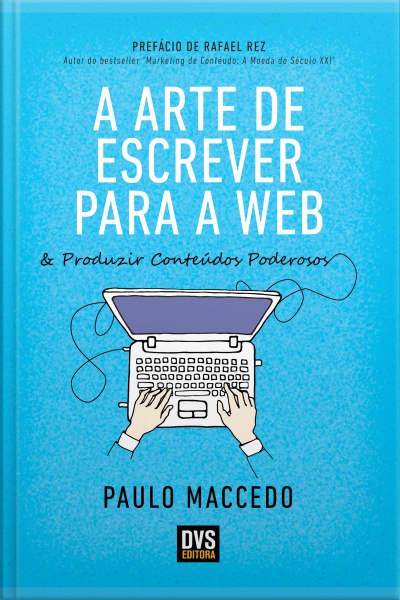 PREFÁCIO DE RAFAEL REZ
Autor do bestseller "Marketing de Conteúdo: A Moeda do Século XXI"
A ARTE DE
ESCREVER
PARA A WEB
& Produzir Conteúdos Poderosos
PAULO MACCEDO
DVS
EDITORA